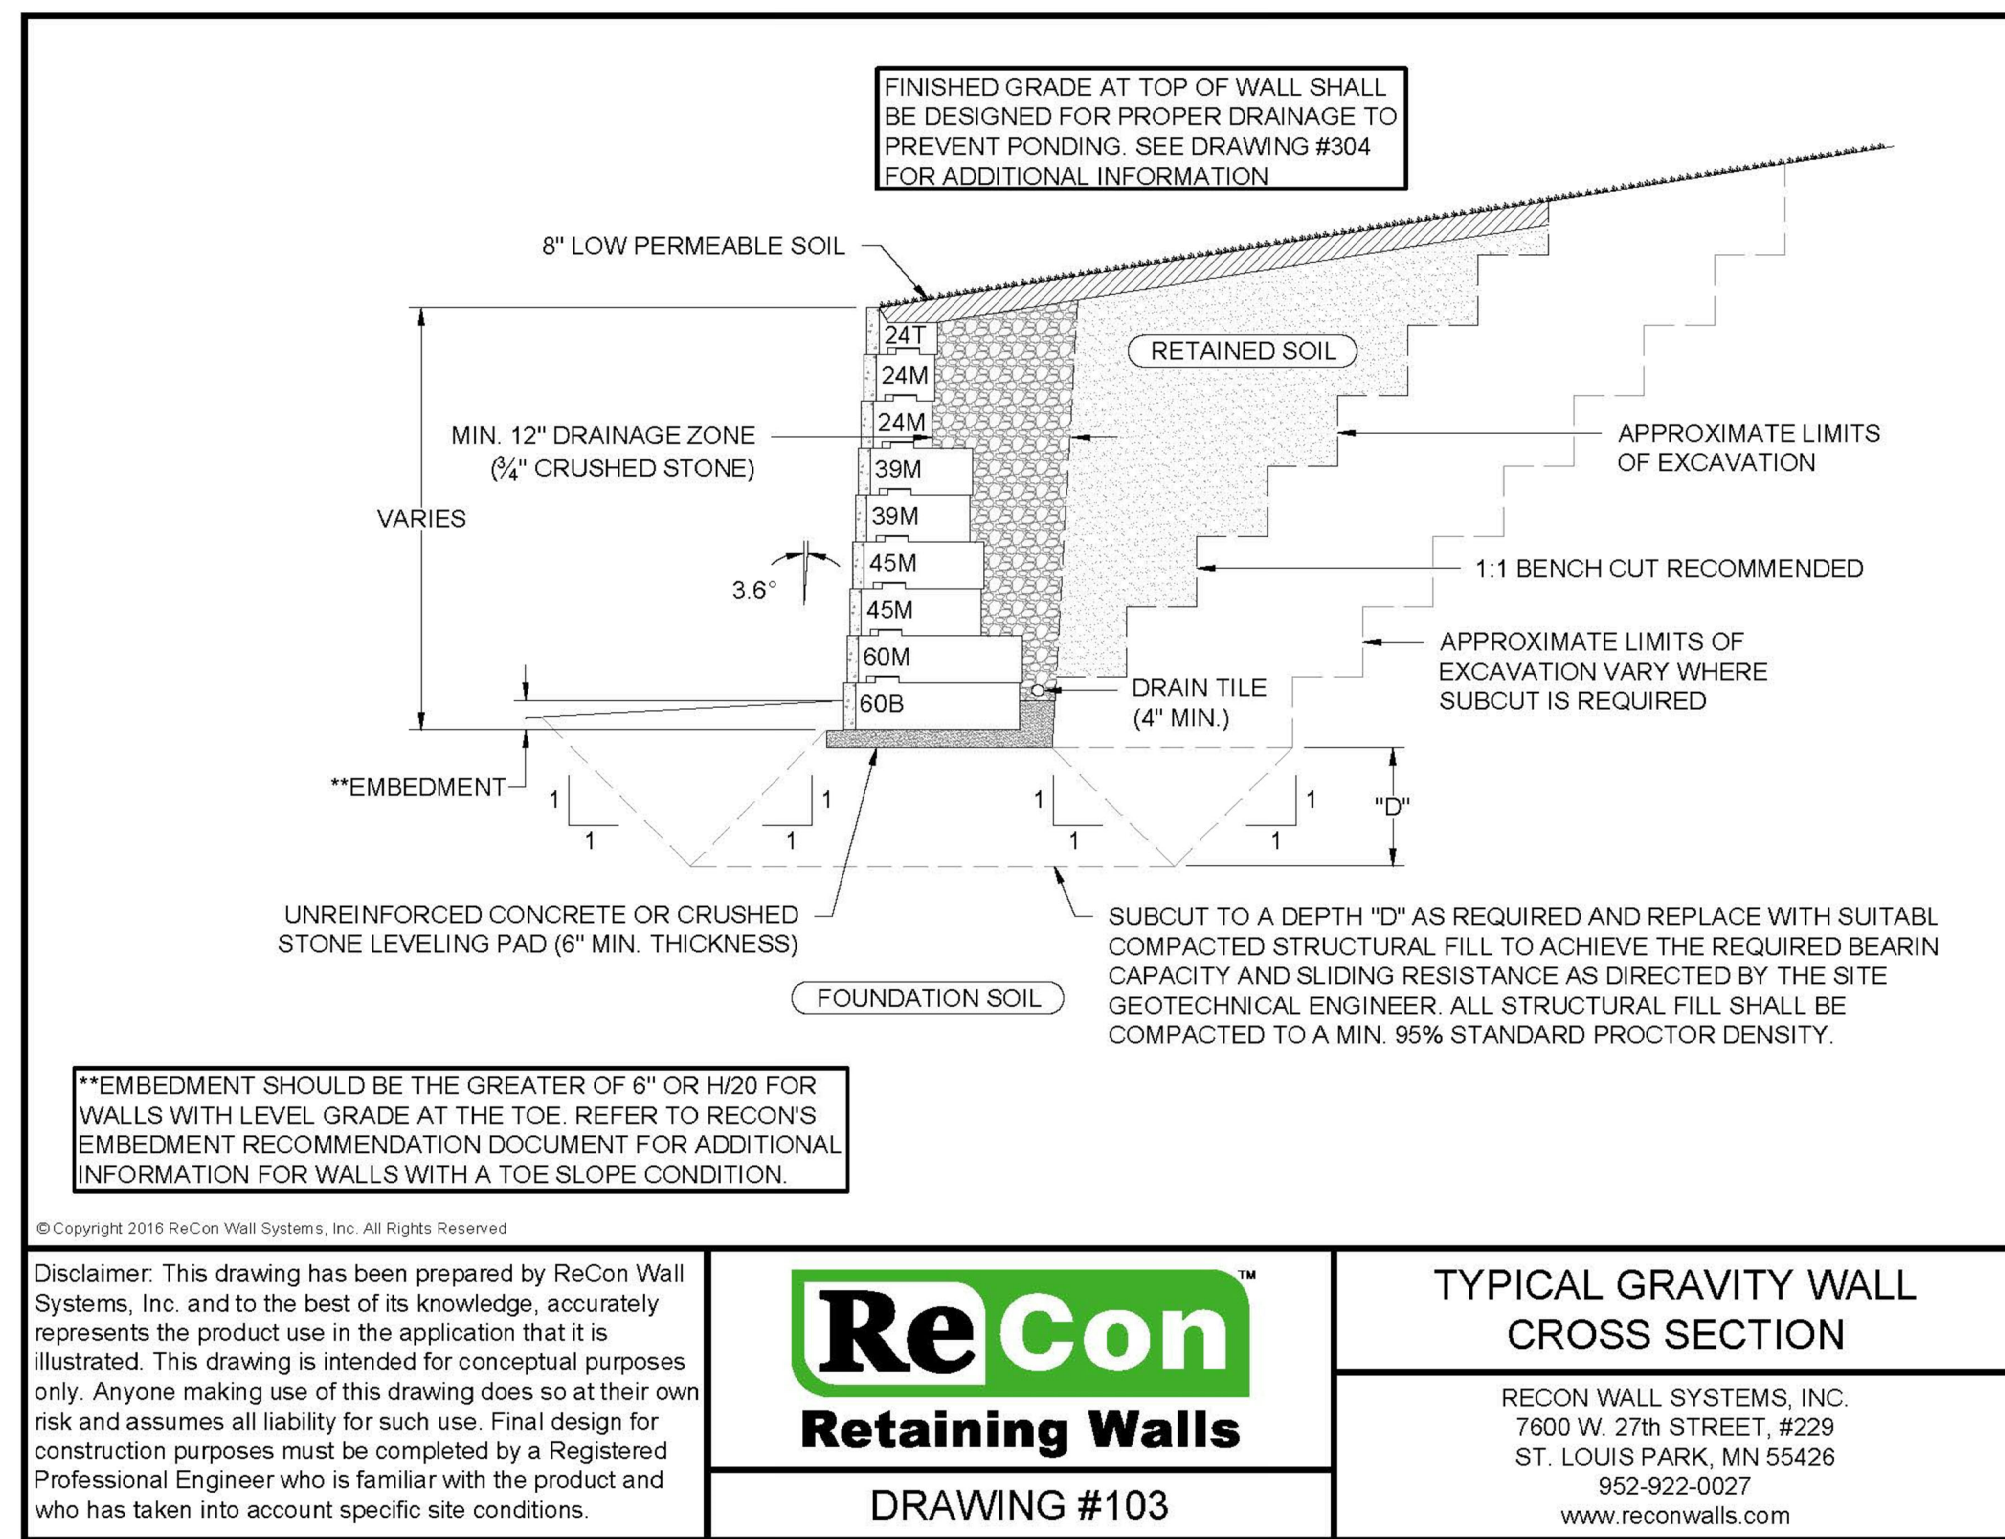 FINISHED GRADE AT TOP OF WALL SHALL
BE DESIGNED FOR PROPER DRAINAGE TO
PREVENT PONDING. SEE DRAWING #304
FOR ADDITIONAL INFORMATION
8" LOW PERMEABLE SOIL
24T
RETAINED SOIL
24M
24M
MIN. 12" DRAINAGE ZONE
(¾" CRUSHED STONE)
APPROXIMATE LIMITS
OF EXCAVATION
39M
VARIES
39M
45M
3.6°
1:1 BENCH CUT RECOMMENDED
45M
60M
APPROXIMATE LIMITS OF
EXCAVATION VARY WHERE
SUBCUT IS REQUIRED
DRAIN TILE
(4" MIN.)
60B
**EMBEDMENT
1
1
1
1
1
1
1
1
"D"
UNREINFORCED CONCRETE OR CRUSHED
STONE LEVELING PAD (6" MIN. THICKNESS)
FOUNDATION SOIL
SUBCUT TO A DEPTH "D" AS REQUIRED AND REPLACE WITH SUITABL
COMPACTED STRUCTURAL FILL TO ACHIEVE THE REQUIRED BEARIN
CAPACITY AND SLIDING RESISTANCE AS DIRECTED BY THE SITE
GEOTECHNICAL ENGINEER. ALL STRUCTURAL FILL SHALL BE
COMPACTED TO A MIN. 95% STANDARD PROCTOR DENSITY.
**EMBEDMENT SHOULD BE THE GREATER OF 6" OR H/20 FOR
WALLS WITH LEVEL GRADE AT THE TOE. REFER TO RECON'S
EMBEDMENT RECOMMENDATION DOCUMENT FOR ADDITIONAL
INFORMATION FOR WALLS WITH A TOE SLOPE CONDITION.
© Copyright 2016 ReCon Wall Systems, Inc. All Rights Reserved
Disclaimer: This drawing has been prepared by ReCon Wall
Systems, Inc. and to the best of its knowledge, accurately
represents the product use in the application that it is
illustrated. This drawing is intended for conceptual purposes
only. Anyone making use of this drawing does so at their own
risk and assumes all liability for such use. Final design for
construction purposes must be completed by a Registered
Professional Engineer who is familiar with the product and
who has taken into account specific site conditions.
ReCon™
Retaining Walls
DRAWING #103
TYPICAL GRAVITY WALL
CROSS SECTION
RECON WALL SYSTEMS, INC.
7600 W. 27th STREET, #229
ST. LOUIS PARK, MN 55426
952-922-0027
www.reconwalls.com